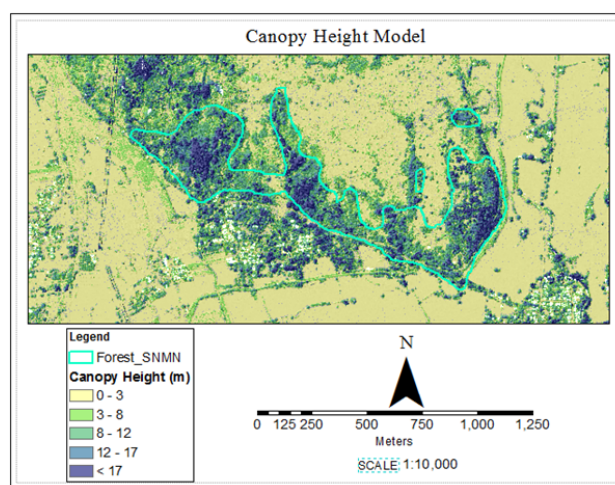 Canopy Height Model
Legend
Forest_SNMN
Canopy Height (m)
0 - 3
3 - 8
8 - 12
12 - 17
< 17
N
0 125 250 500 750 1,000 1,250
Meters
SCALE 1:10,000